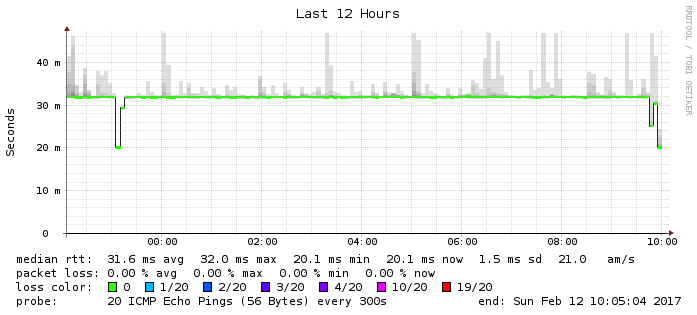 Last 12 Hours
RRDTOOL / TOBI OETIKER
Seconds
40 m
30 m
20 m
10 m
0
00:00 02:00 04:00 06:00 08:00 10:00
median rtt: 31.6 ms avg 32.0 ms max 20.1 ms min 20.1 ms now 1.5 ms sd 21.0 am/s
packet loss: 0.00 % avg 0.00 % max 0.00 % min 0.00 % now
loss color: 0 1/20 2/20 3/20 4/20 10/20 19/20
probe: 20 ICMP Echo Pings (56 Bytes) every 300s end: Sun Feb 12 10:05:04 2017